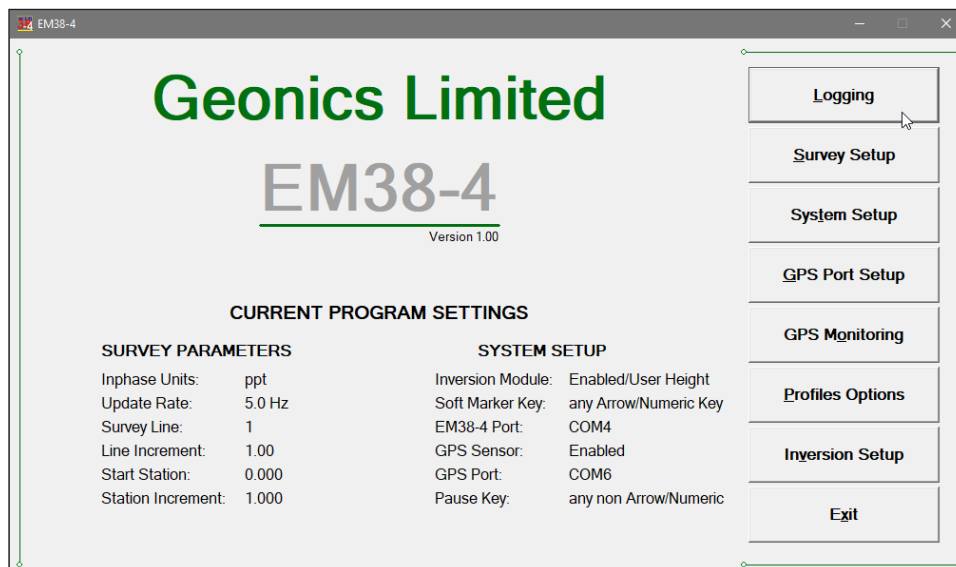 EM38-4
Geonics Limited
EM38-4
Version 1.00
CURRENT PROGRAM SETTINGS
SURVEY PARAMETERS
Inphase Units: ppt
Update Rate: 5.0 Hz
Survey Line: 1
Line Increment: 1.00
Start Station: 0.000
Station Increment: 1.000
SYSTEM SETUP
Inversion Module: Enabled/User Height
Soft Marker Key: any Arrow/Numeric Key
EM38-4 Port: COM4
GPS Sensor: Enabled
GPS Port: COM6
Pause Key: any non Arrow/Numeric
Logging
Survey Setup
System Setup
GPS Port Setup
GPS Monitoring
Profiles Options
Inversion Setup
Exit